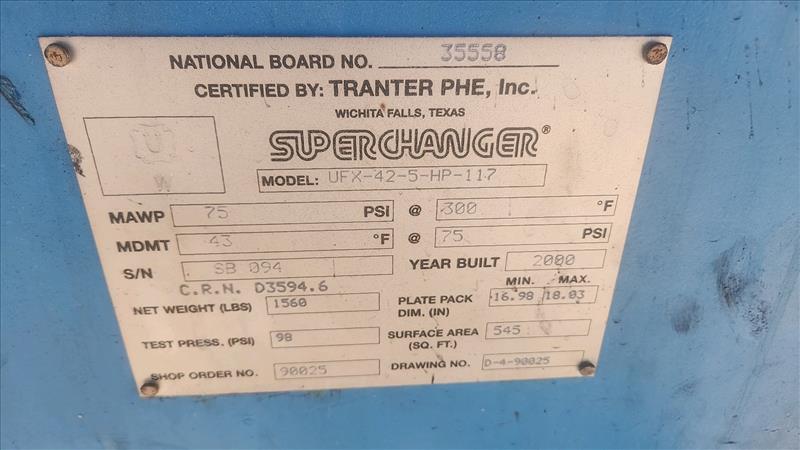 NATIONAL BOARD NO. 35558
CERTIFIED BY: TRANTER PHE, Inc.
WICHITA FALLS, TEXAS
SUPERCHANGER®
U
W
MODEL: UFX-42-5-HP-117
MAWP 75 PSI @ 300 °F
MDMT 43 °F @ 75 PSI
S/N SB 094 YEAR BUILT 2000
C.R.N. D3594.6
MIN. MAX.
NET WEIGHT (LBS) 1560 PLATE PACK DIM. (IN) 16.98 18.03
TEST PRESS. (PSI) 98 SURFACE AREA (SQ. FT.) 545
SHOP ORDER NO. 90025 DRAWING NO. D-4-90025